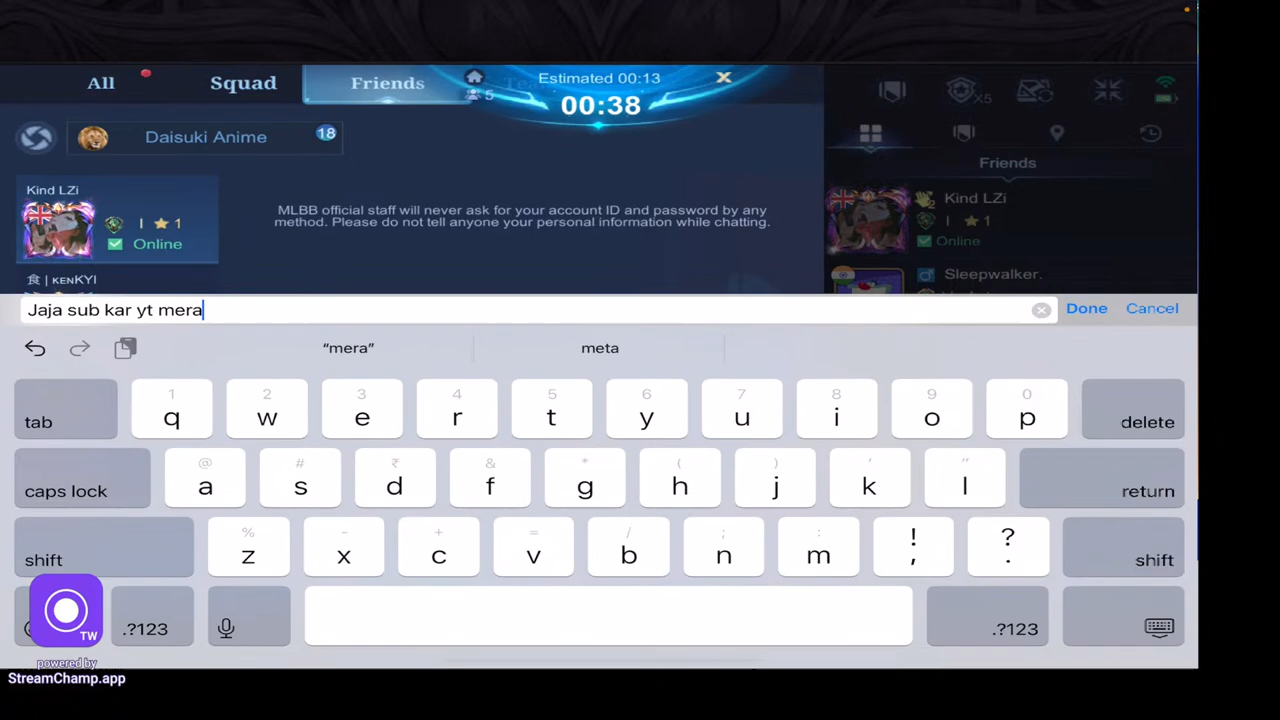 All Squad Friends Estimated 00:13
5 00:38 X5
Daisuki Anime 18
Friends
Kind LZi
I 1
Online
MLBB official staff will never ask for your account ID and password by any
method. Please do not tell anyone your personal information while chatting.
Kind LZi
I 1
Online
食 | ᴋᴇɴKYI
Sleepwalker.
Jaja sub kar yt mera Done Cancel
“mera” meta
1 2 3 4 5 6 7 8 9 0
tab q w e r t y u i o p delete
@ # ₹ & * ( ) ' "
caps lock a s d f g h j k l return
% - + = / ; : ! ?
shift z x c v b n m , . shift
.?123 .?123
TW
powered by
StreamChamp.app